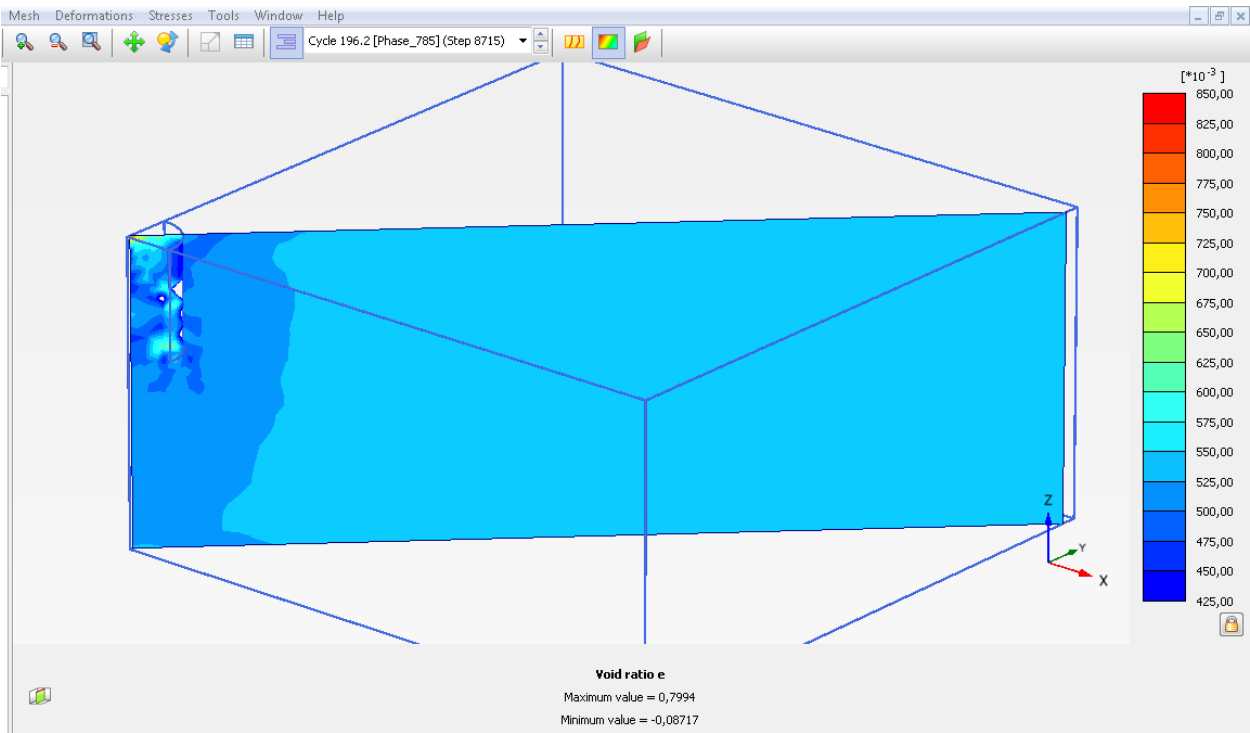 Mesh Deformations Stresses Tools Window Help
Cycle 196.2 [Phase_785] (Step 8715)
[*10 -3 ]
850,00
825,00
800,00
775,00
750,00
725,00
700,00
675,00
650,00
625,00
600,00
575,00
550,00
525,00
500,00
475,00
450,00
425,00
Z
Y
X
Void ratio e
Maximum value = 0,7994
Minimum value = -0,08717